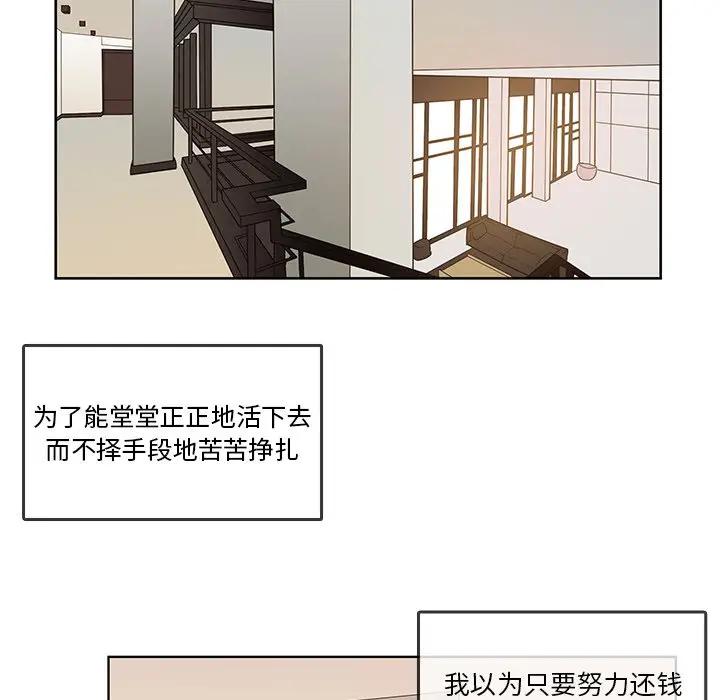 为了能堂堂正正地活下去
而不择手段地苦苦挣扎
我以为只要努力还钱